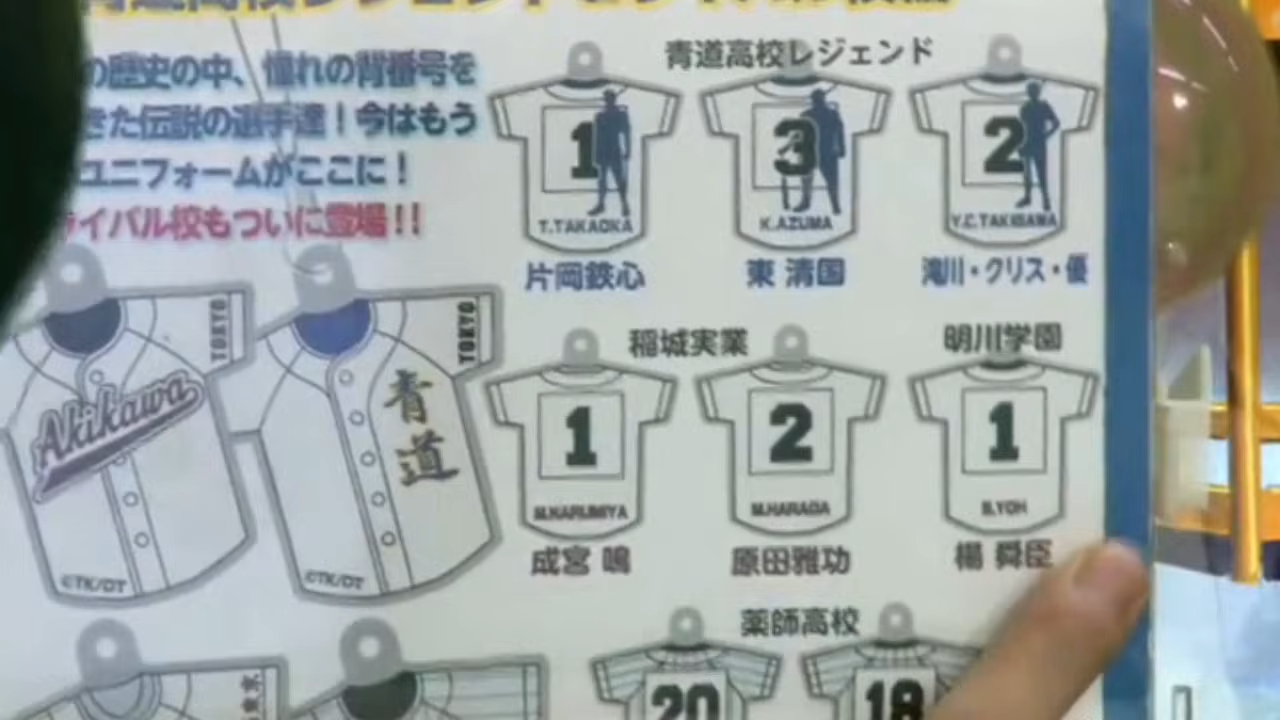 の歴史の中、憧れの背番号を
きた伝説の選手達!今はもう
ユニフォームがここに!
ライバル校もついに登場!!
青道高校レジェンド
1
3
2
T.TAKAOKA
K.AZUMA
Y.C.TAKIGAWA
片岡鉄心
東 清国
滝川・クリス・優
TOKYO
TOKYO
Akikawa
青道
©TK/DT
©TK/DT
稲城実業
明川学園
1
2
1
M.NARUMIYA
M.HARADA
S.YOH
成宮 鳴
原田雅功
楊 舜臣
薬師高校
20
18